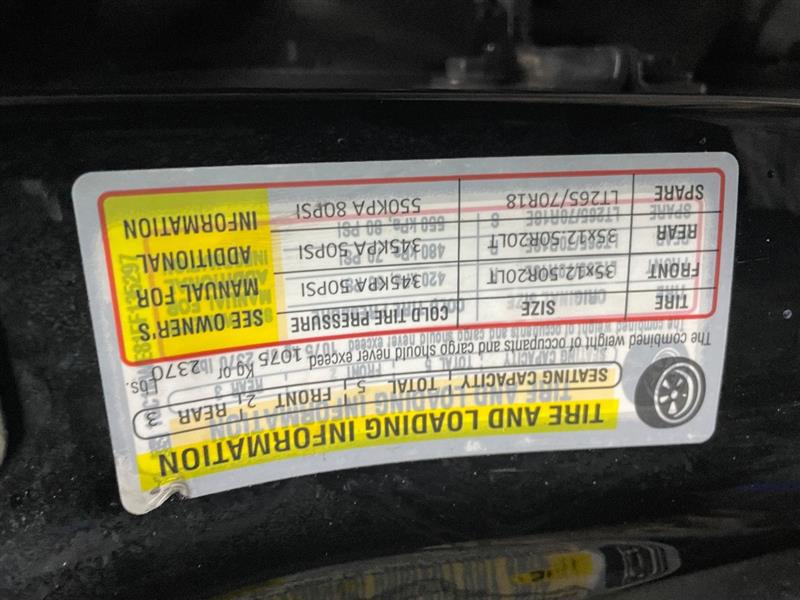 TIRE AND LOADING INFORMATION
SEATING CAPACITY TOTAL 5 FRONT 2 REAR 3
The combined weight of occupants and cargo should never exceed 1075 Kg or 2370 Lbs.
TIRE SIZE COLD TIRE PRESSURE SEE OWNER'S
FRONT 35x12.50R20LT 345KPA 50PSI MANUAL FOR
REAR 35x12.50R20LT 345KPA 50PSI ADDITIONAL
SPARE LT265/70R18 550KPA 80PSI INFORMATION